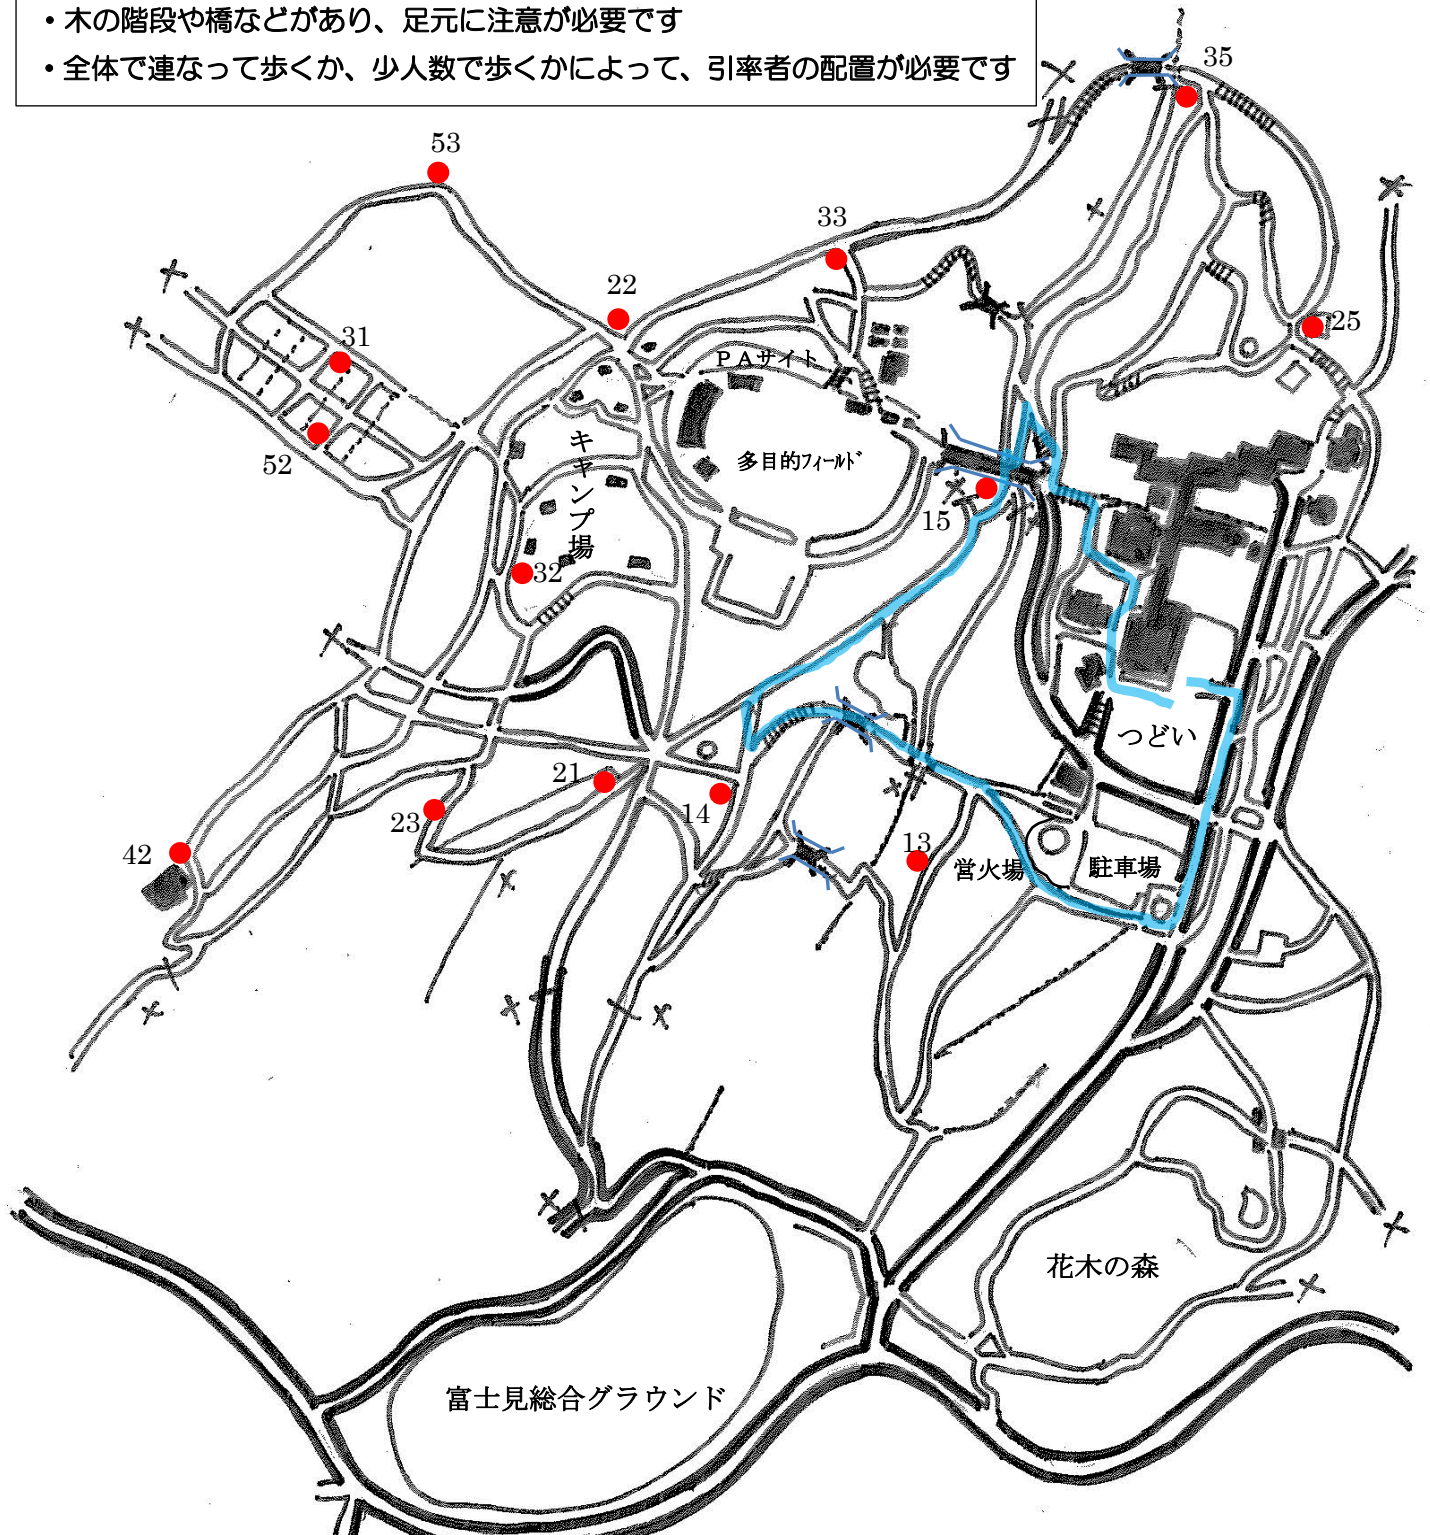 ・木の階段や橋などがあり、足元に注意が必要です
・全体で連なって歩くか、少人数で歩くかによって、引率者の配置が必要です
35
53
33
22
25
31
PAサイト
52
キャンプ場
多目的フィールド
15
32
つどい
21
14
23
42
13
営火場
駐車場
花木の森
富士見総合グラウンド